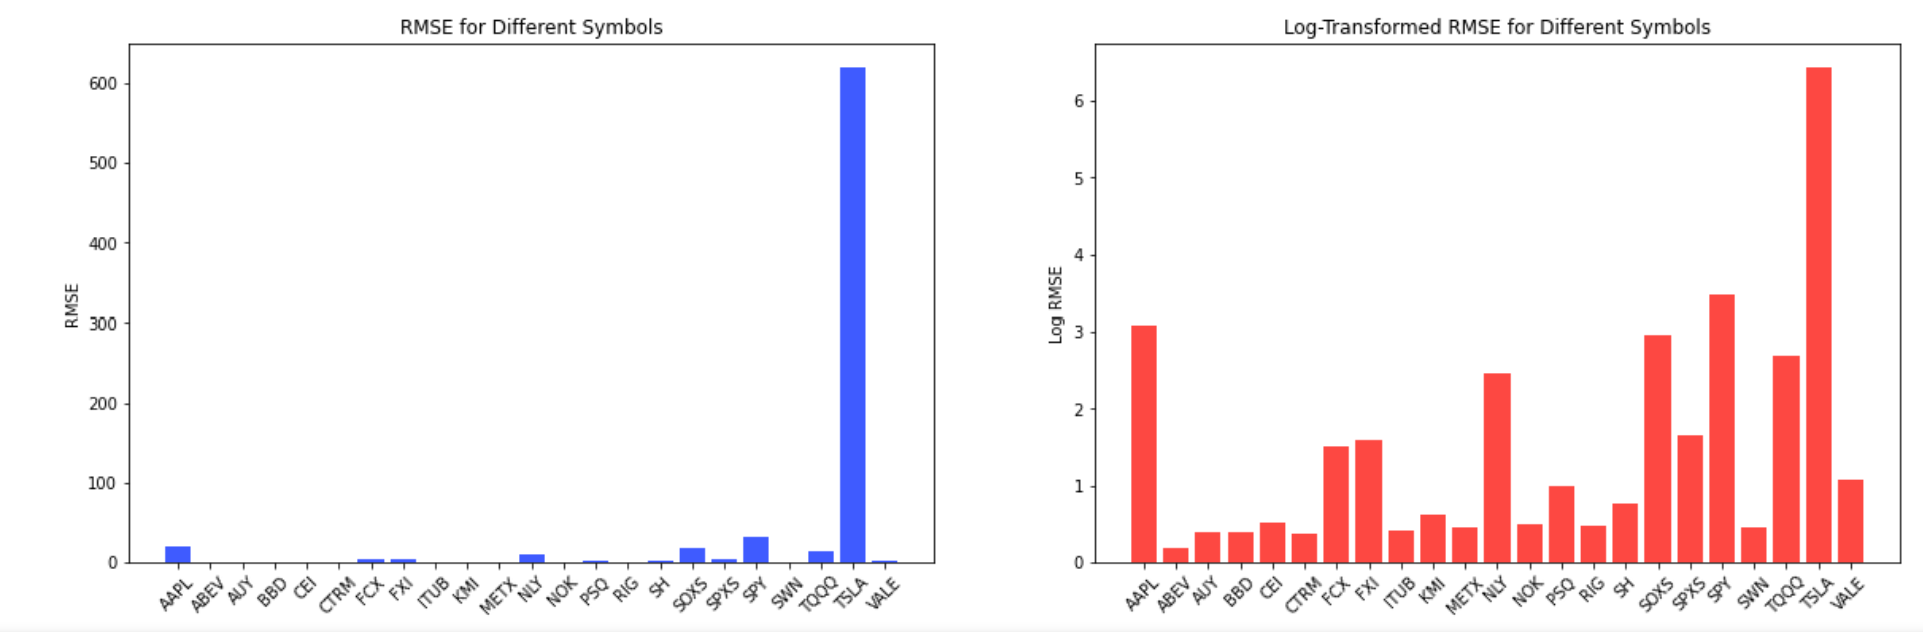 RMSE for Different Symbols
RMSE
600
500
400
300
200
100
0
AAPL ABEV AUY BBD CEI CTRM FCX FXI ITUB KMI METX NLY NOK PSQ RIG SH SOXS SPXS SPY SWN TQQQ TSLA VALE
Log-Transformed RMSE for Different Symbols
Log RMSE
6
5
4
3
2
1
0
AAPL ABEV AUY BBD CEI CTRM FCX FXI ITUB KMI METX NLY NOK PSQ RIG SH SOXS SPXS SPY SWN TQQQ TSLA VALE